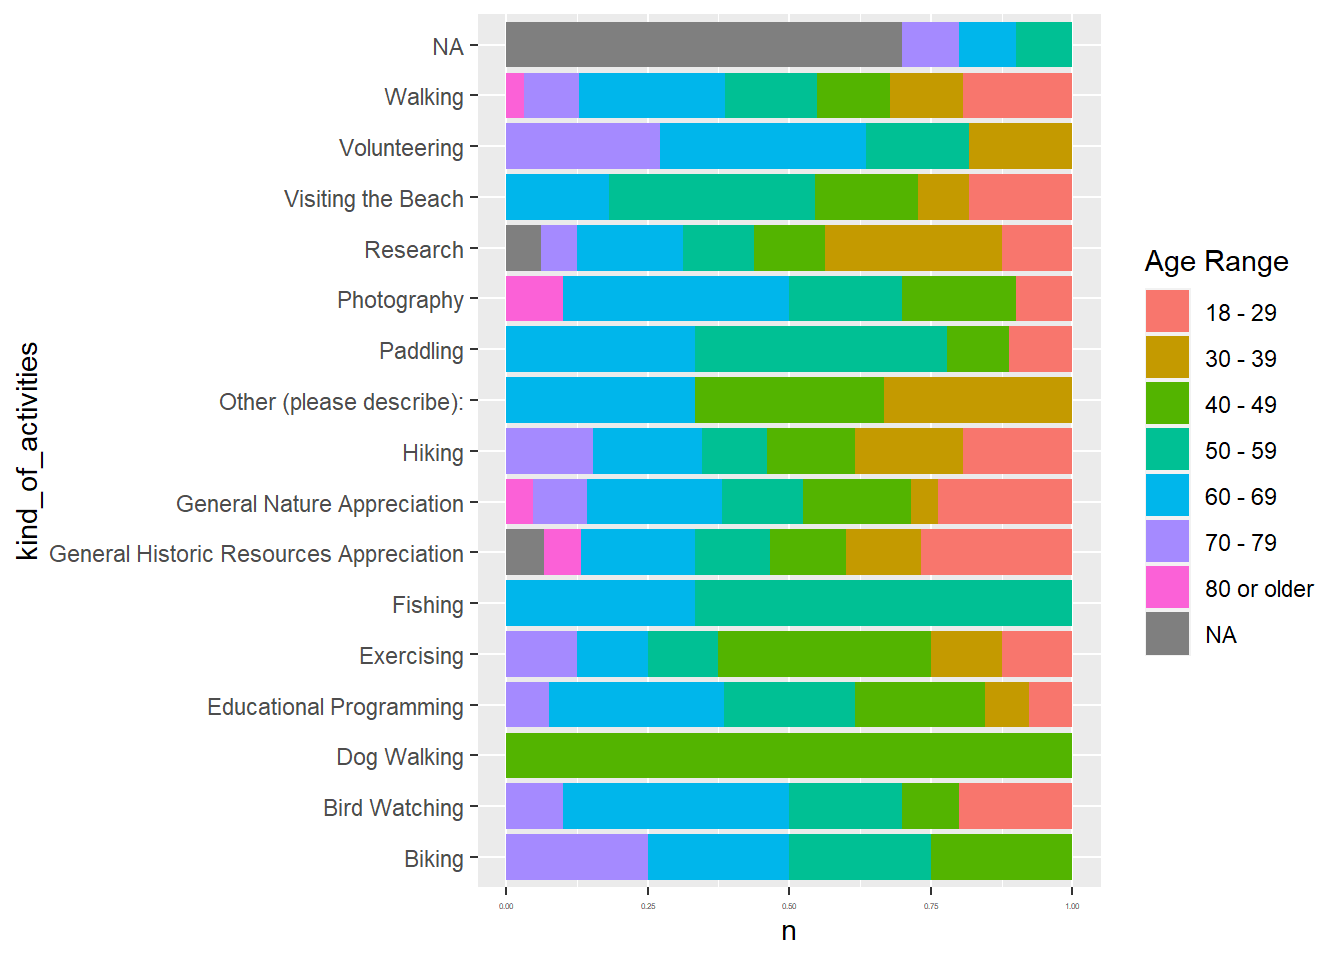 kind_of_activities
NA
Walking
Volunteering
Visiting the Beach
Research
Photography
Paddling
Other (please describe):
Hiking
General Nature Appreciation
General Historic Resources Appreciation
Fishing
Exercising
Educational Programming
Dog Walking
Bird Watching
Biking
0.00 0.25 0.50 0.75 1.00
n
Age Range
18 - 29
30 - 39
40 - 49
50 - 59
60 - 69
70 - 79
80 or older
NA